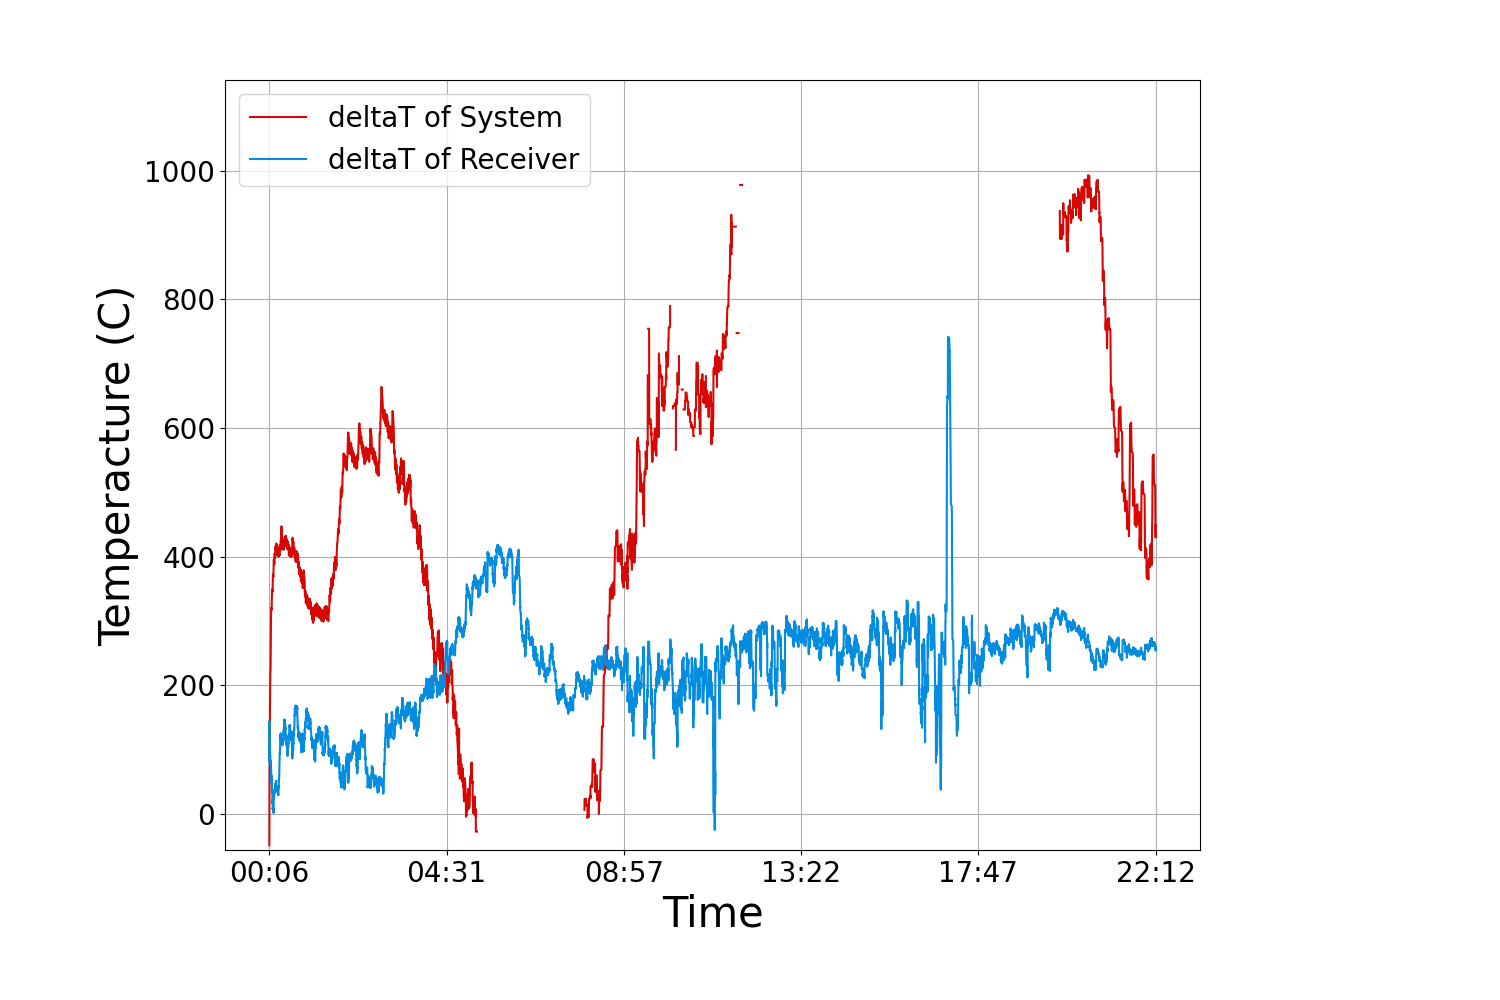 deltaT of System
deltaT of Receiver
Temperacture (C)
1000
800
600
400
200
0
00:06 04:31 08:57 13:22 17:47 22:12
Time